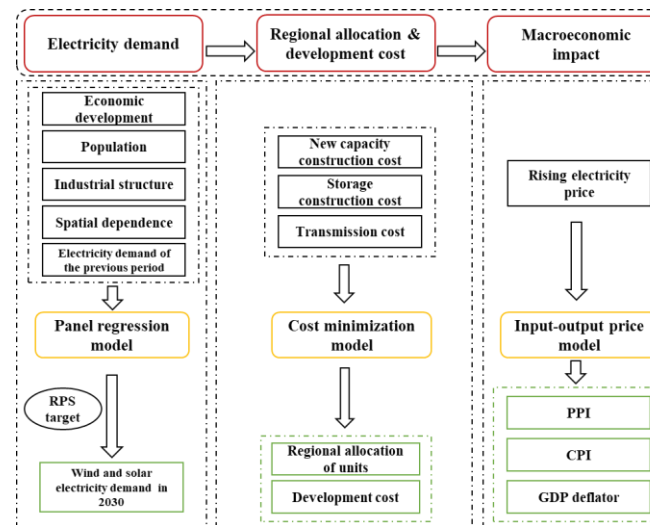 Electricity demand
Regional allocation &
development cost
Macroeconomic
impact
Economic
development
Population
Industrial structure
Spatial dependence
Electricity demand of
the previous period
Panel regression
model
RPS
target
Wind and solar
electricity demand in
2030
New capacity
construction cost
Storage
construction cost
Transmission cost
Cost minimization
model
Regional allocation
of units
Development cost
Rising electricity
price
Input-output price
model
PPI
CPI
GDP deflator